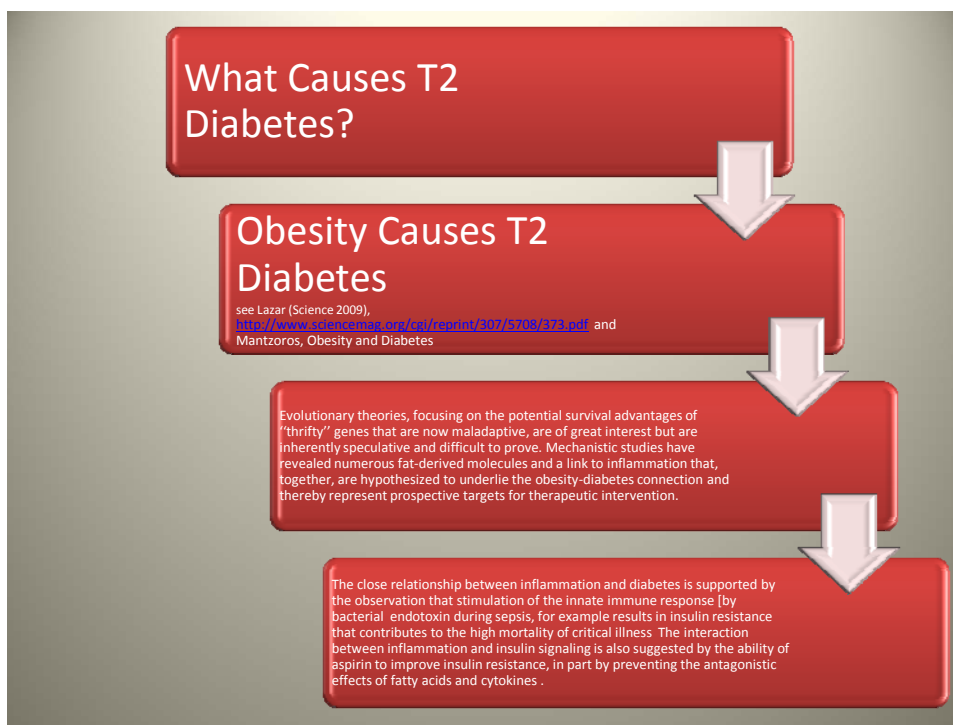 What Causes T2
Diabetes?
Obesity Causes T2
Diabetes
see Lazar (Science 2009),
http://www.sciencemag.org/cgi/reprint/307/5708/373.pdf and
Mantzoros, Obesity and Diabetes
Evolutionary theories, focusing on the potential survival advantages of
‘‘thrifty’’ genes that are now maladaptive, are of great interest but are
inherently speculative and difficult to prove. Mechanistic studies have
revealed numerous fat-derived molecules and a link to inflammation that,
together, are hypothesized to underlie the obesity-diabetes connection and
thereby represent prospective targets for therapeutic intervention.
The close relationship between inflammation and diabetes is supported by
the observation that stimulation of the innate immune response [by
bacterial endotoxin during sepsis, for example results in insulin resistance
that contributes to the high mortality of critical illness The interaction
between inflammation and insulin signaling is also suggested by the ability of
aspirin to improve insulin resistance, in part by preventing the antagonistic
effects of fatty acids and cytokines .